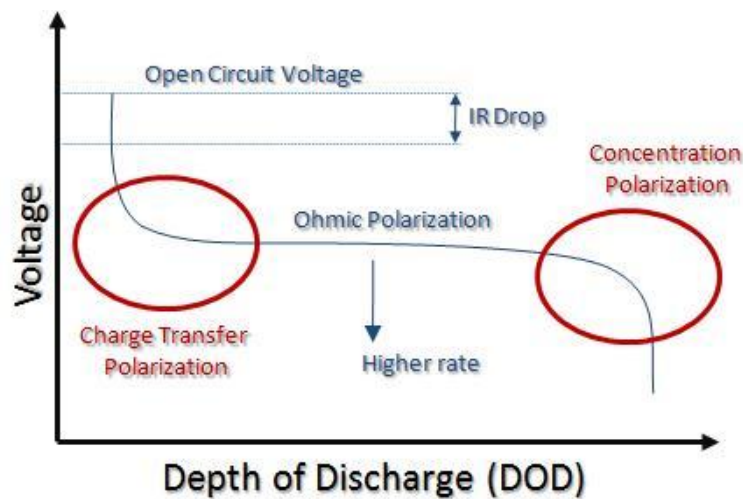 Open Circuit Voltage
IR Drop
Concentration
Polarization
Ohmic Polarization
Charge Transfer
Polarization
Higher rate
Voltage
Depth of Discharge (DOD)